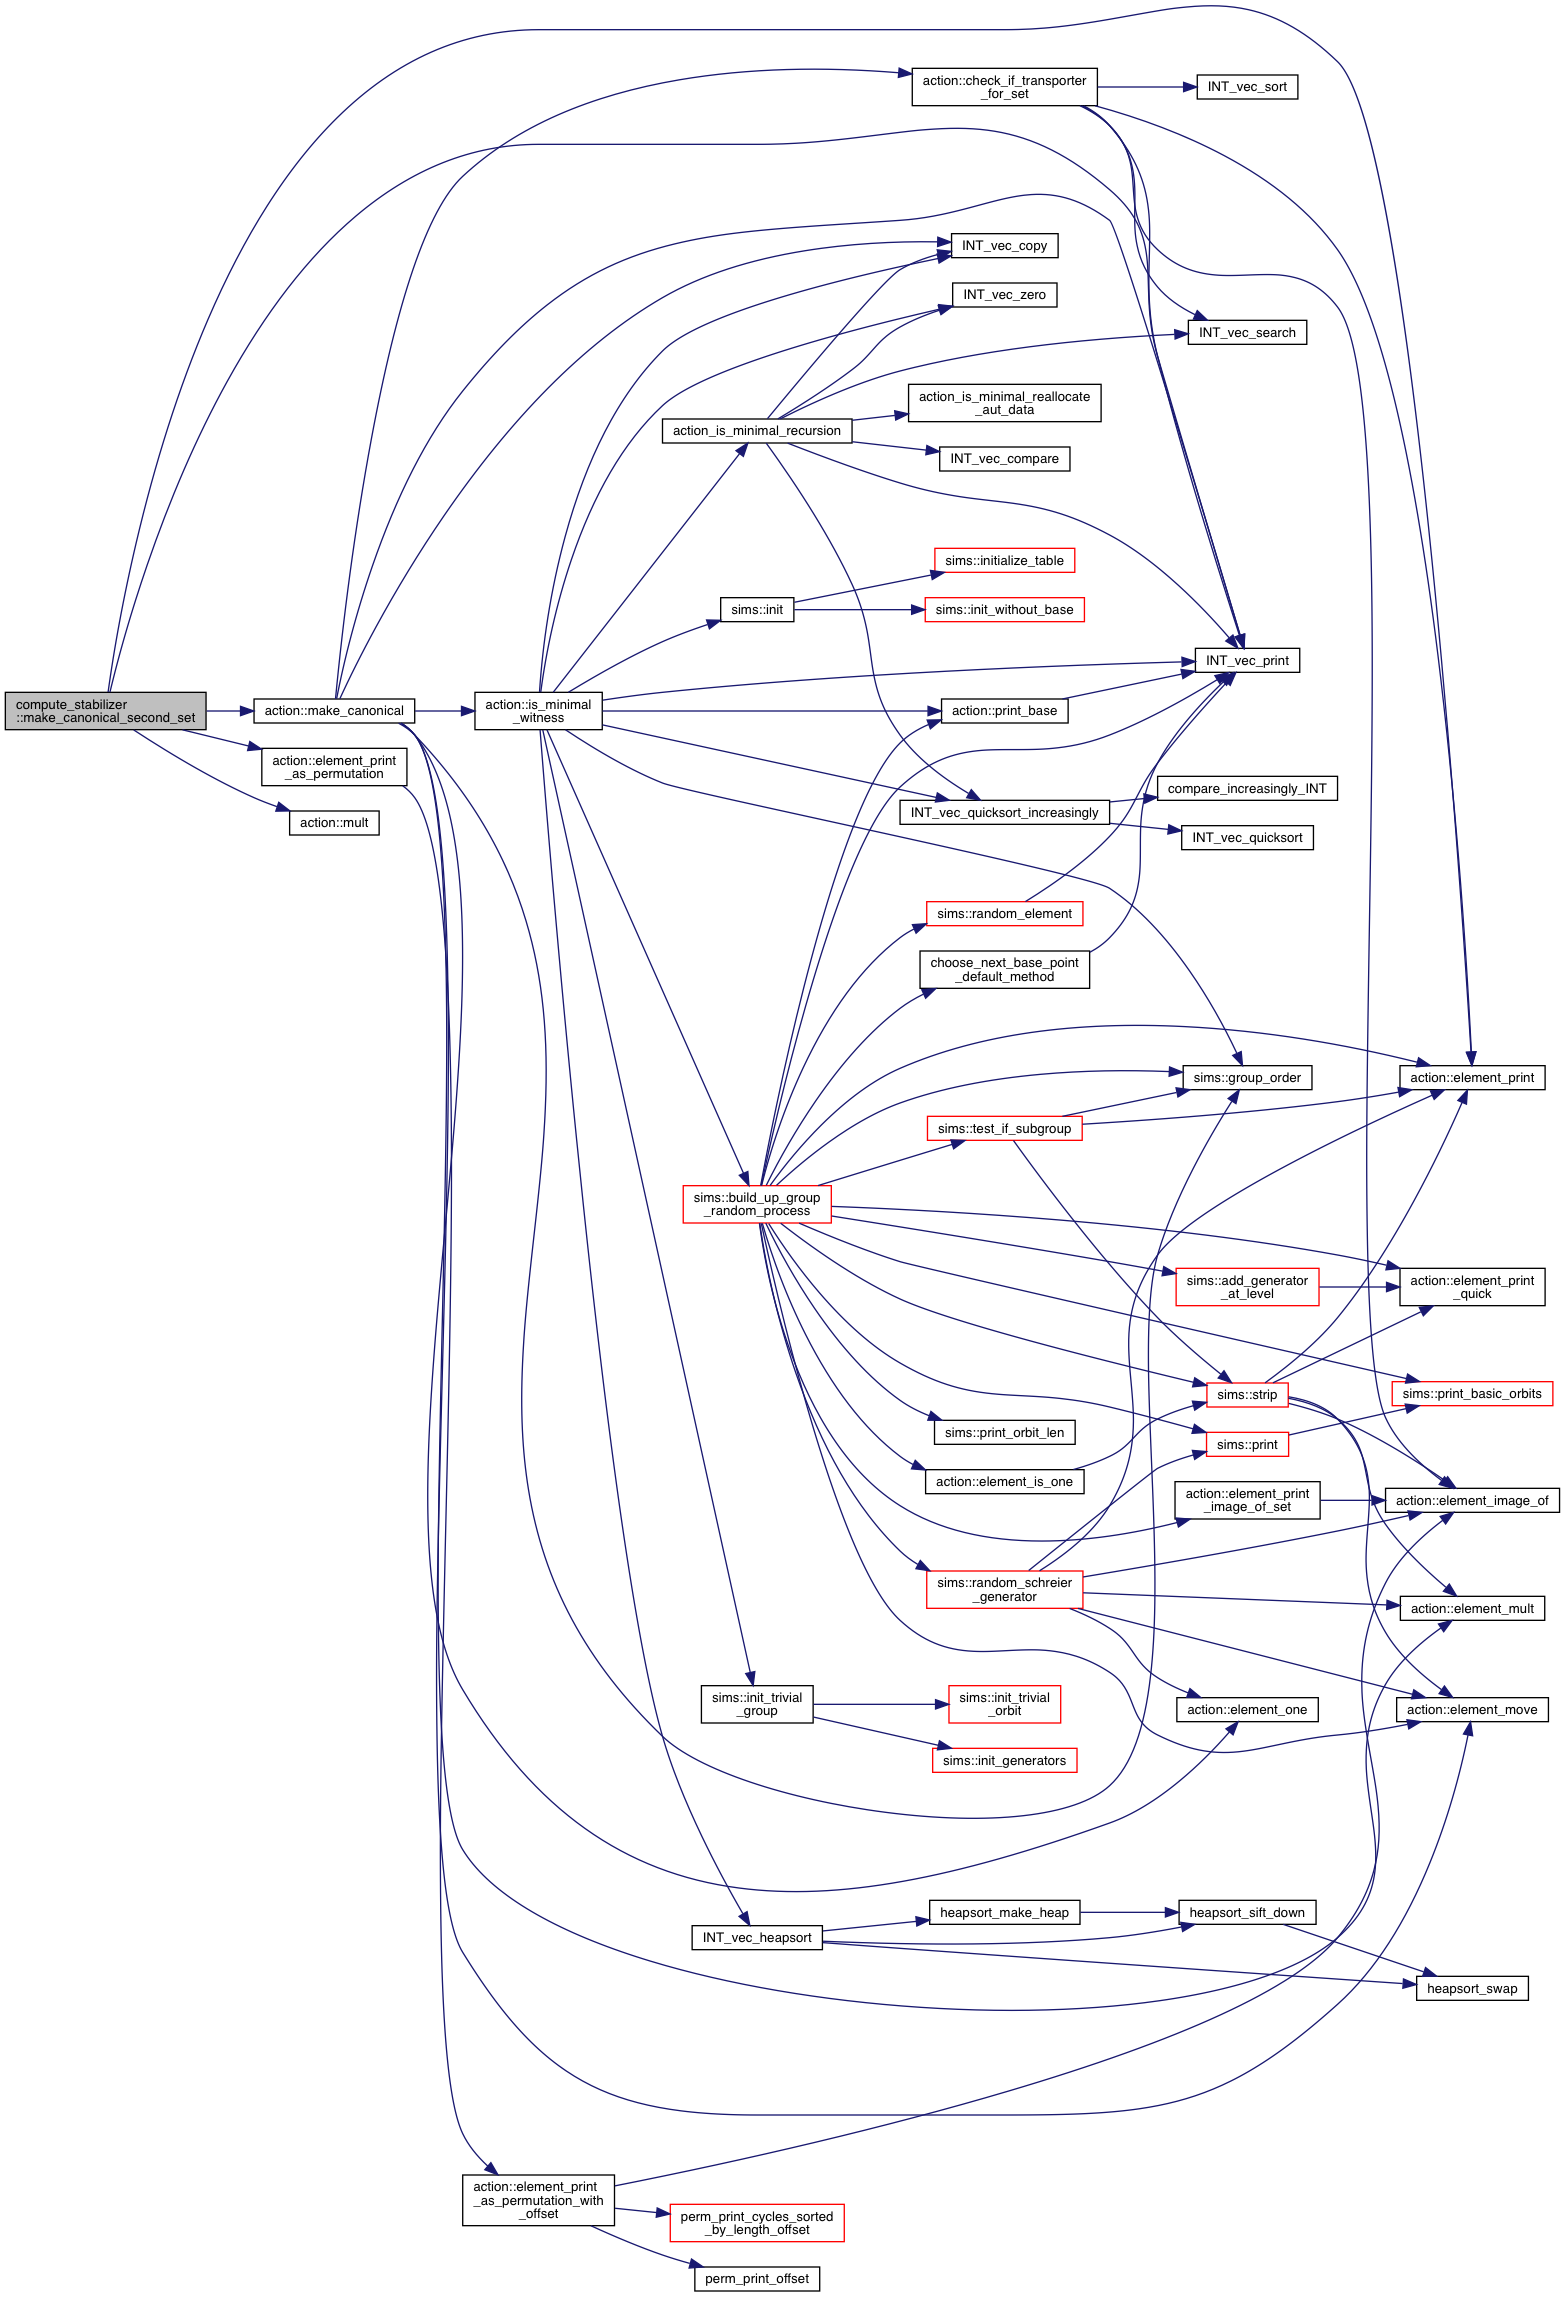 action::check_if_transporter
_for_set
INT_vec_sort
INT_vec_copy
INT_vec_zero
INT_vec_search
action_is_minimal_reallocate
_aut_data
action_is_minimal_recursion
INT_vec_compare
sims::initialize_table
sims::init
sims::init_without_base
INT_vec_print
compute_stabilizer
::make_canonical_second_set
action::make_canonical
action::is_minimal
_witness
action::print_base
action::element_print
_as_permutation
compare_increasingly_INT
action::mult
INT_vec_quicksort_increasingly
INT_vec_quicksort
sims::random_element
choose_next_base_point
_default_method
sims::group_order
action::element_print
sims::test_if_subgroup
sims::build_up_group
_random_process
sims::add_generator
_at_level
action::element_print
_quick
sims::strip
sims::print_basic_orbits
sims::print_orbit_len
sims::print
action::element_is_one
action::element_print
_image_of_set
action::element_image_of
sims::random_schreier
_generator
action::element_mult
sims::init_trivial
_group
sims::init_trivial
_orbit
action::element_one
action::element_move
sims::init_generators
heapsort_make_heap
heapsort_sift_down
INT_vec_heapsort
heapsort_swap
action::element_print
_as_permutation_with
_offset
perm_print_cycles_sorted
_by_length_offset
perm_print_offset